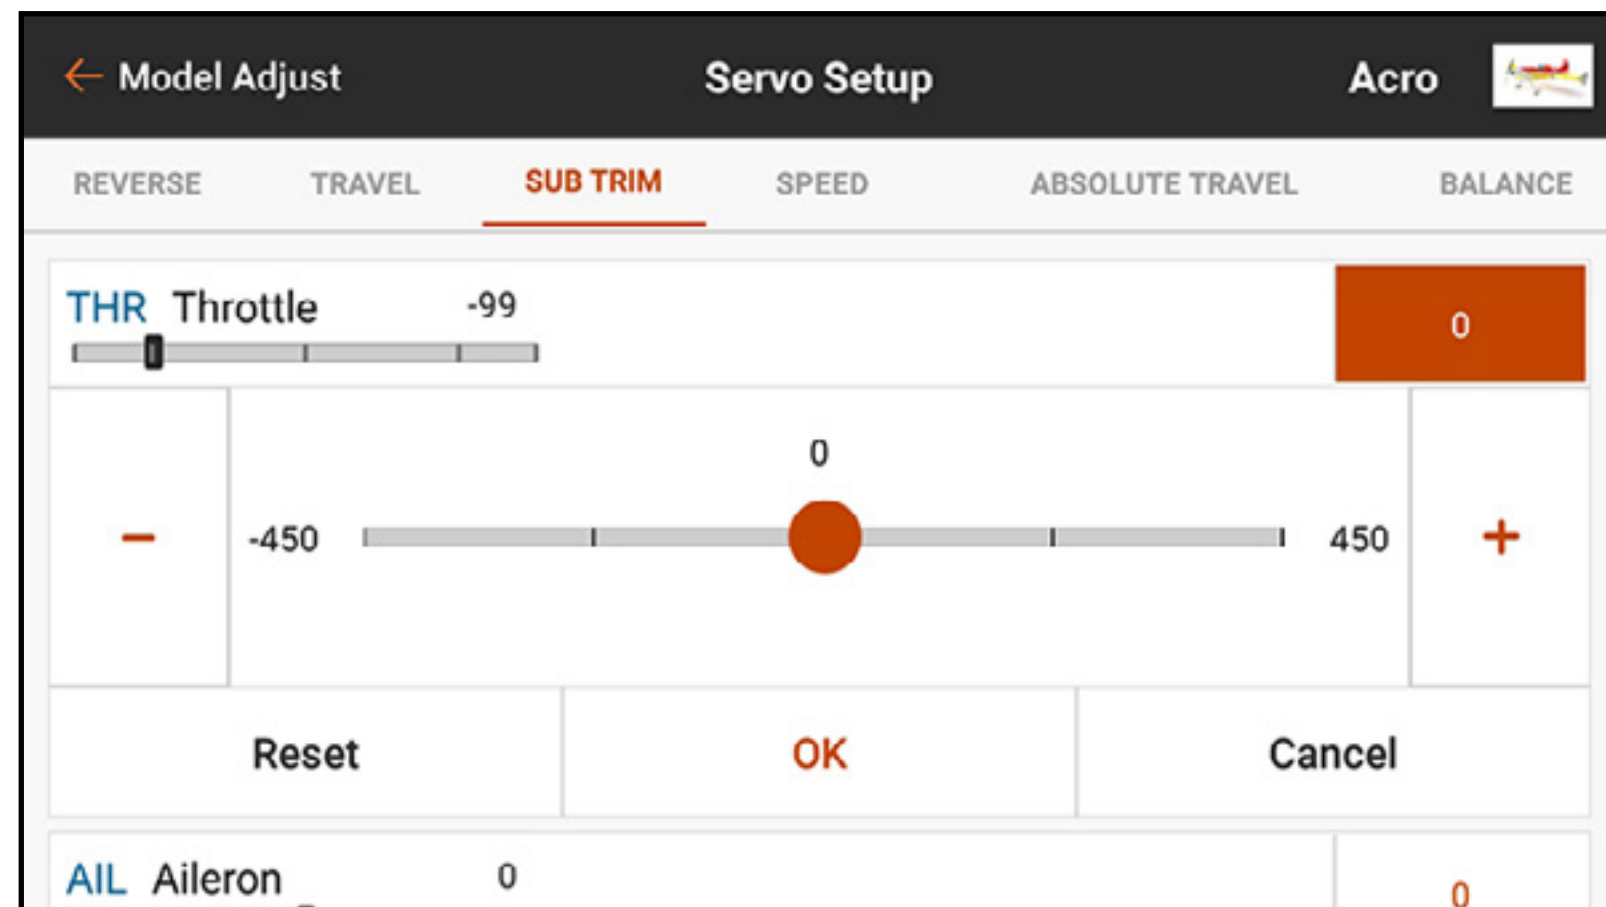 ← Model Adjust Servo Setup Acro
REVERSE TRAVEL SUB TRIM SPEED ABSOLUTE TRAVEL BALANCE
THR Throttle -99 0
0
− -450 450 +
Reset OK Cancel
AIL Aileron 0 0